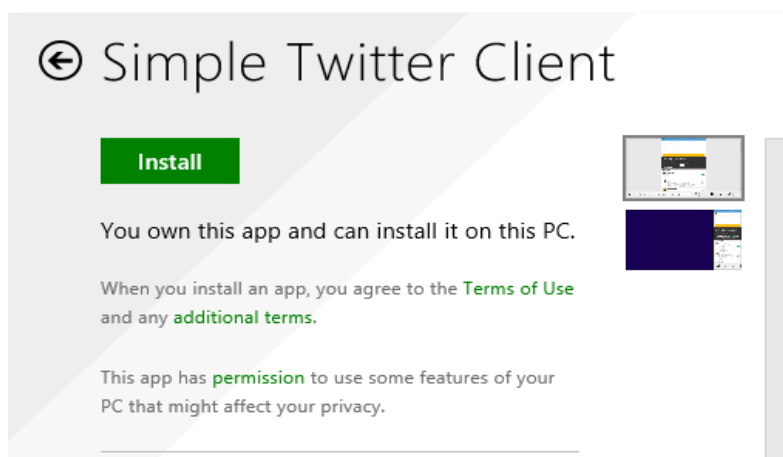 Simple Twitter Client
Install
You own this app and can install it on this PC.
When you install an app, you agree to the Terms of Use
and any additional terms.
This app has permission to use some features of your
PC that might affect your privacy.